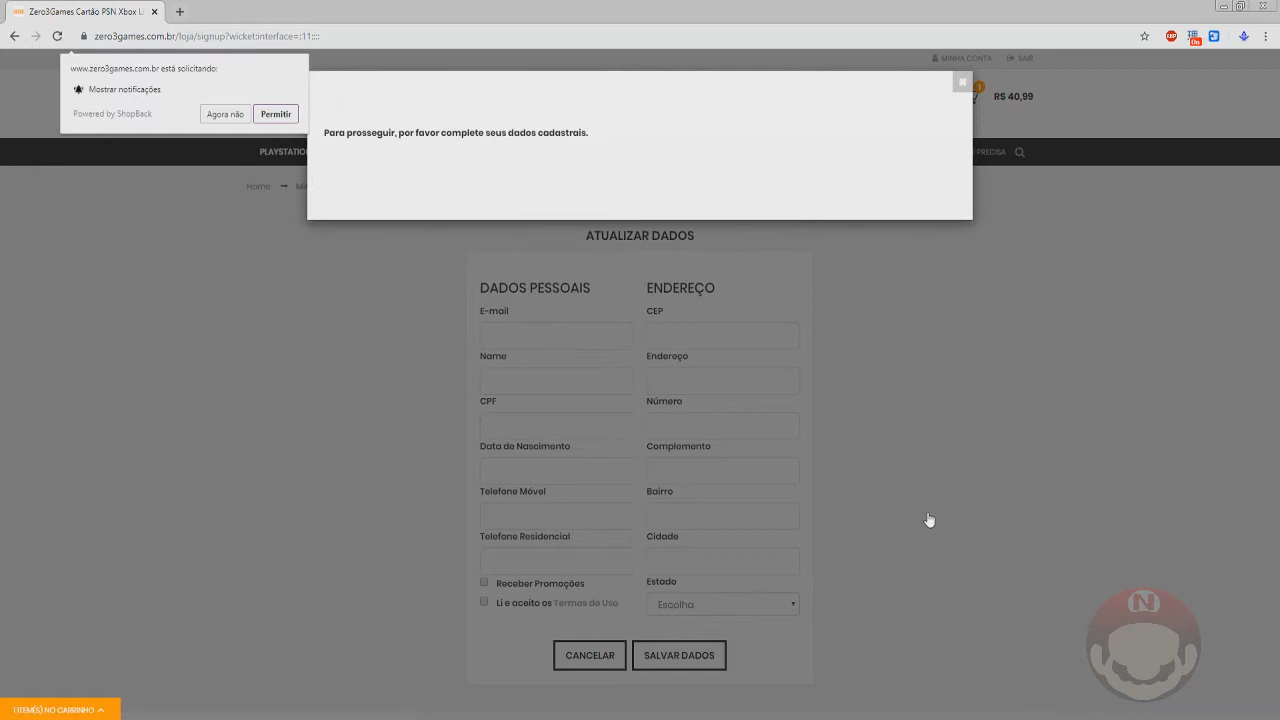 Zero3Games Cartão PSN Xbox Li
zero3games.com.br/loja/signup?wicket:interface=:11::::
On
www.zero3games.com.br está solicitando:
Mostrar notificações
Powered by ShopBack
Agora não
Permitir
MINHA CONTA
SAIR
1
R$ 40,99
Para prosseguir, por favor complete seus dados cadastrais.
PLAYSTATION
PRECISA
Home
ATUALIZAR DADOS
DADOS PESSOAIS
E-mail
Name
CPF
Data de Nascimento
Telefone Móvel
Telefone Residencial
Receber Promoções
Li e aceito os Termos de Uso
ENDEREÇO
CEP
Endereço
Número
Complemento
Bairro
Cidade
Estado
Escolha
CANCELAR
SALVAR DADOS
N
1 ITEM(S) NO CARRINHO